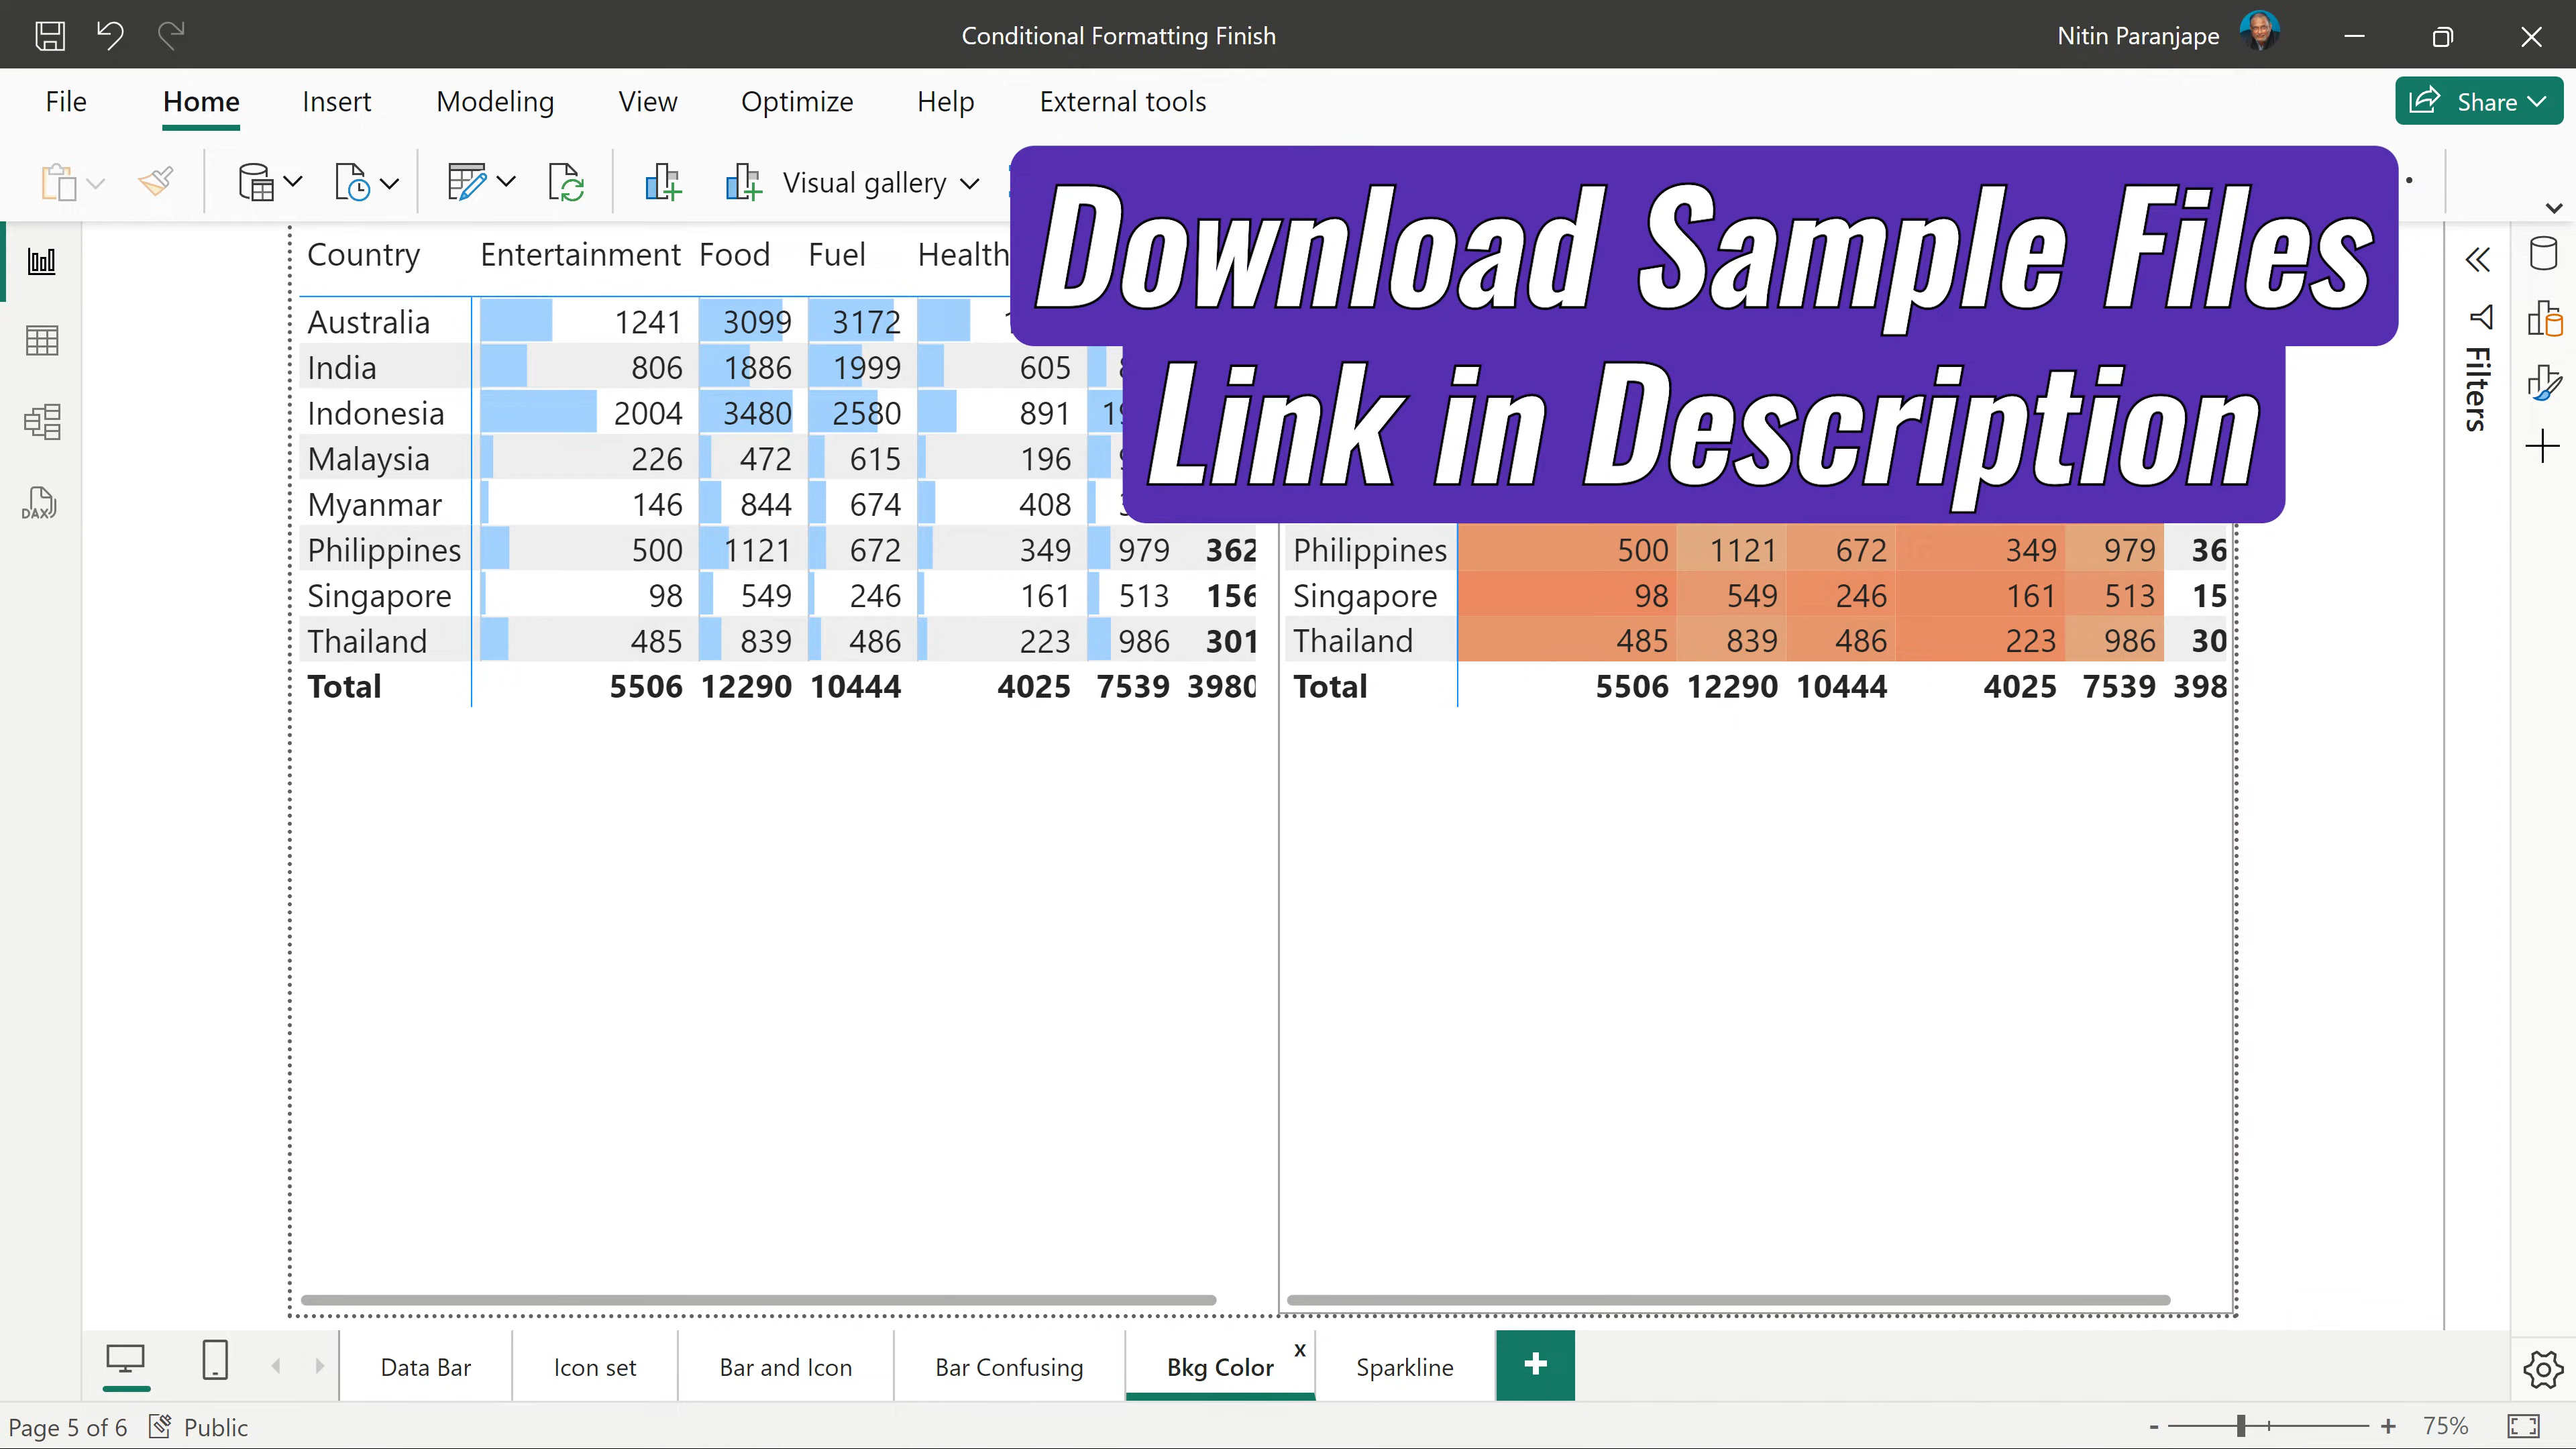 Conditional Formatting Finish
Nitin Paranjape
File Home Insert Modeling View Optimize Help External tools
Share
Visual gallery
Download Sample Files
Link in Description
Country Entertainment Food Fuel Health
Australia 1241 3099 3172
India 806 1886 1999 605
Indonesia 2004 3480 2580 891
Malaysia 226 472 615 196
Myanmar 146 844 674 408
Philippines 500 1121 672 349 979 362
Singapore 98 549 246 161 513 156
Thailand 485 839 486 223 986 301
Total 5506 12290 10444 4025 7539 3980
Philippines 500 1121 672 349 979 36
Singapore 98 549 246 161 513 15
Thailand 485 839 486 223 986 30
Total 5506 12290 10444 4025 7539 398
Filters
DAX
Data Bar Icon set Bar and Icon Bar Confusing Bkg Color x Sparkline +
Page 5 of 6 Public
- + 75%